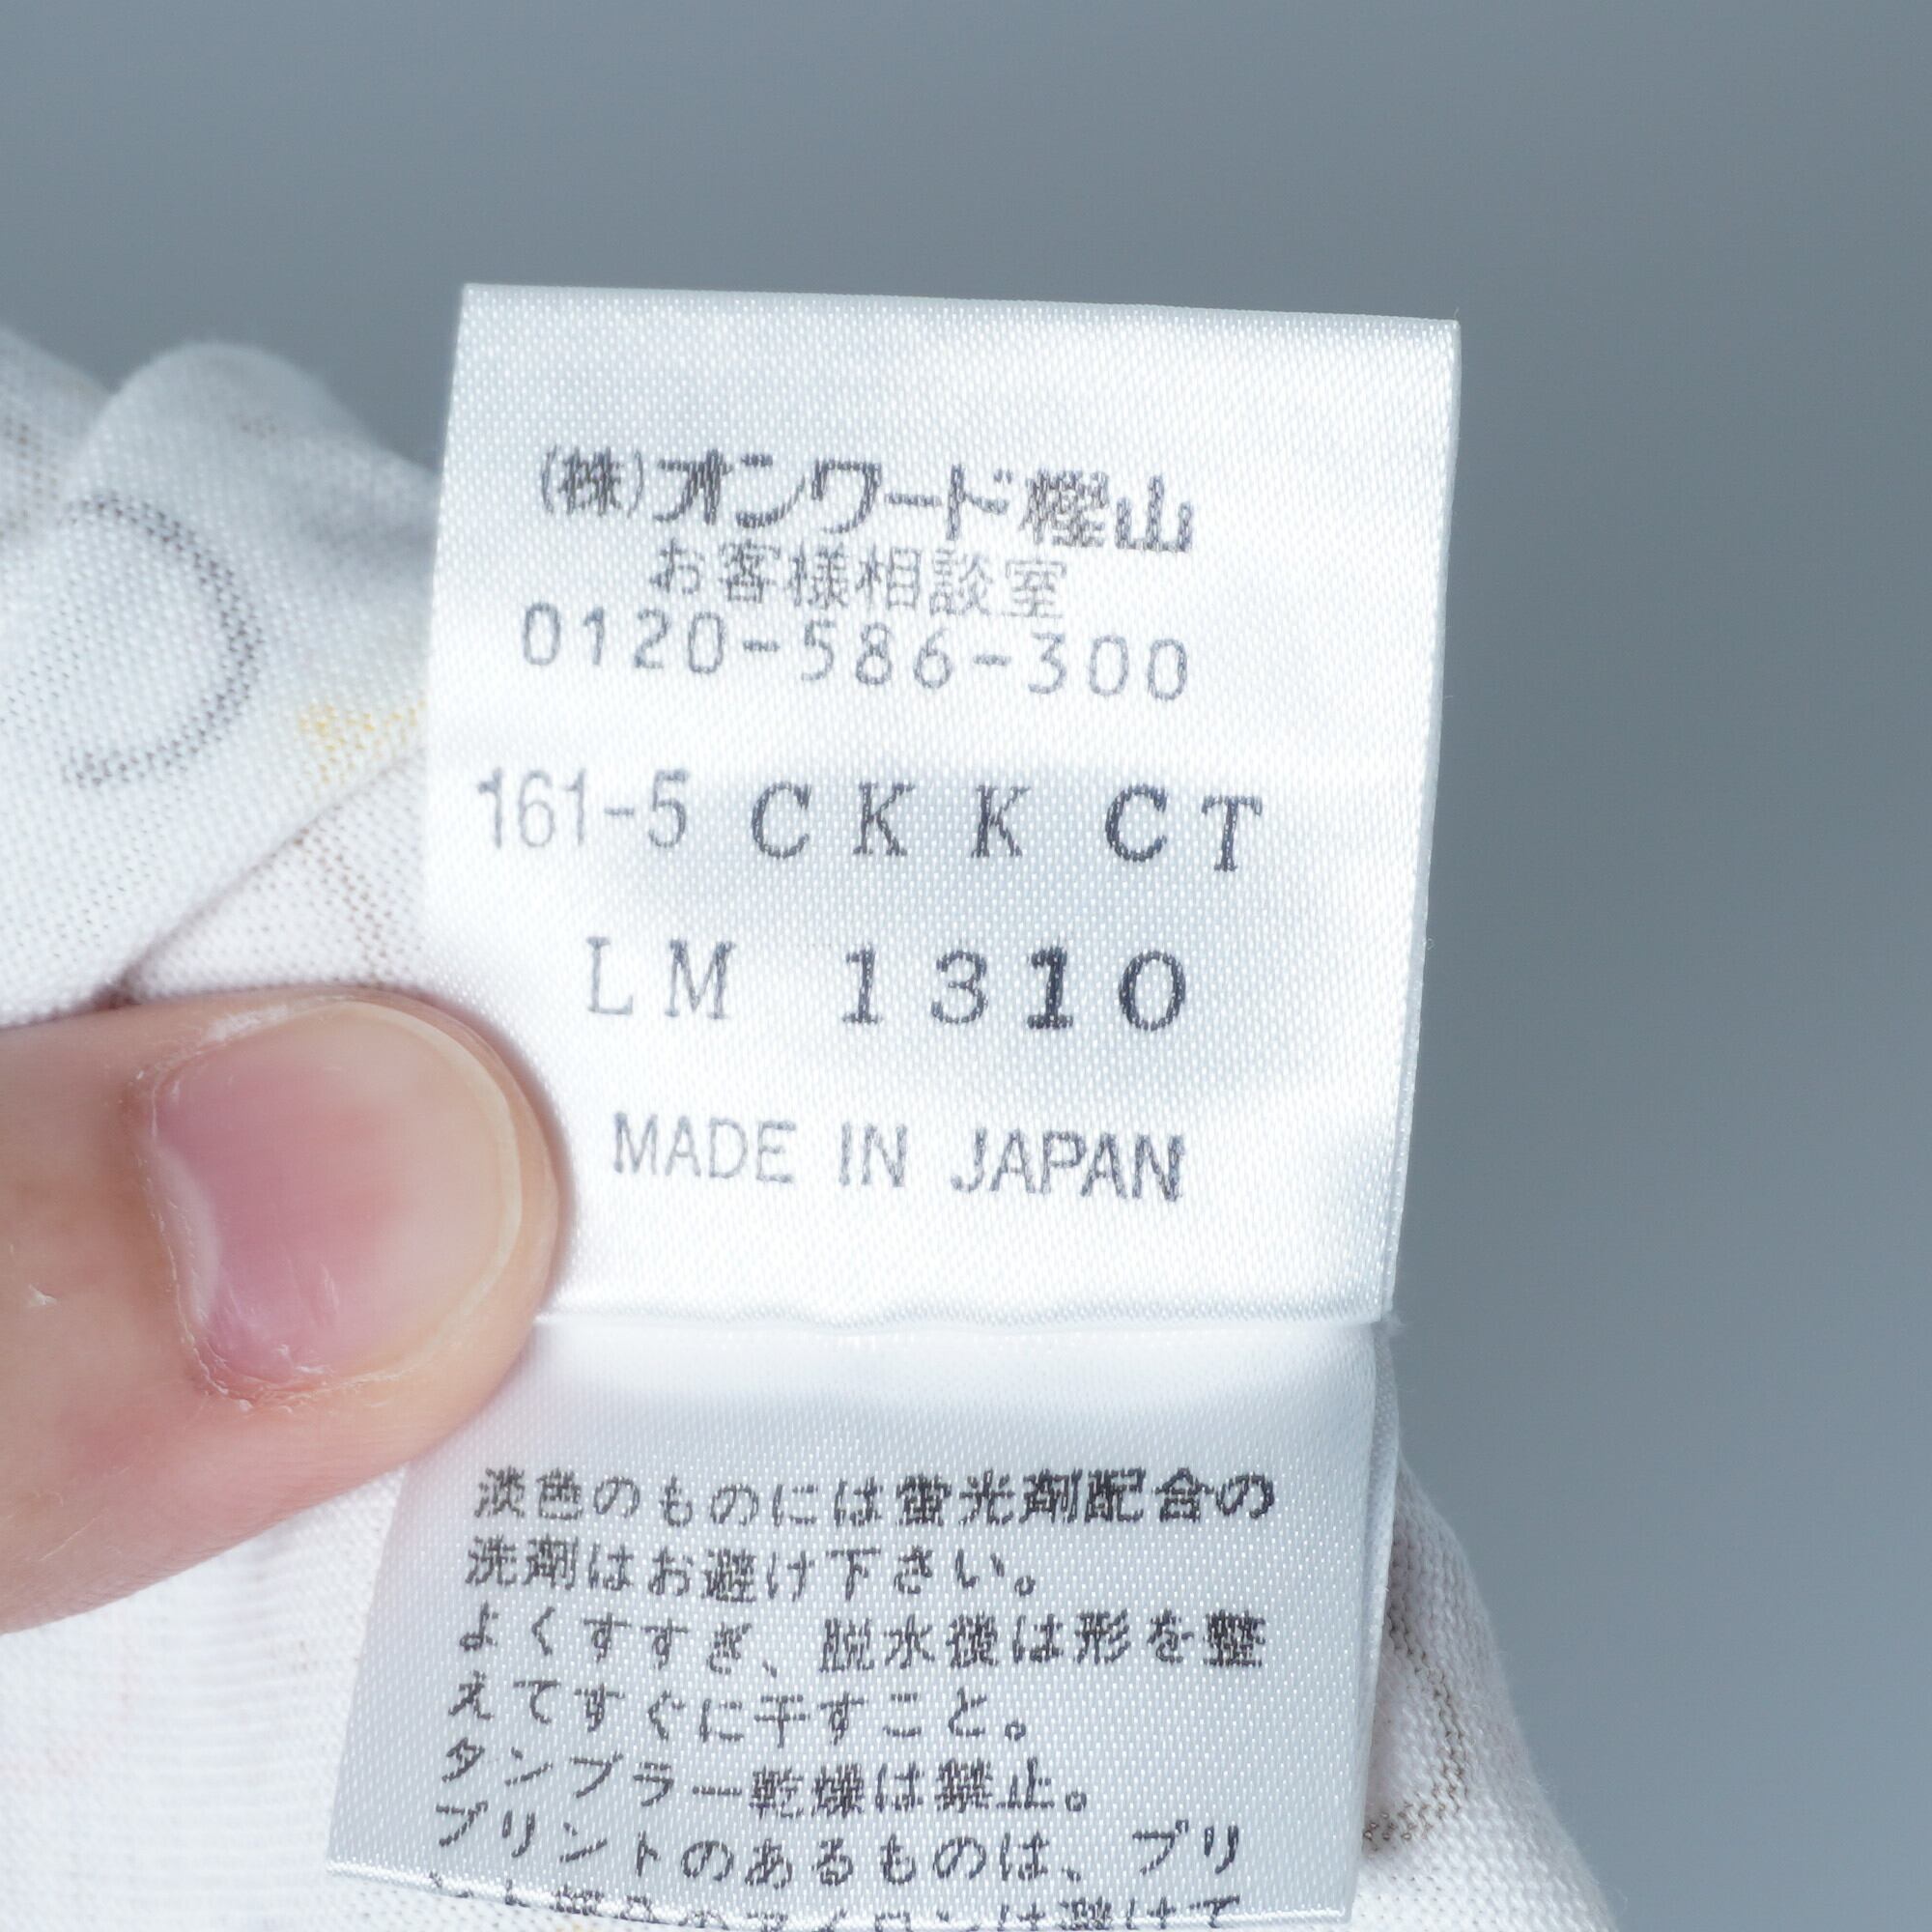 (株)オンワード樫山
お客様相談室
0120-586-300
161-5 CKKCT
LM 1310
MADE IN JAPAN
淡色のものには蛍光剤配合の
洗剤はお避け下さい。
よくすすぎ、脱水後は形を整
えてすぐに干すこと。
タンブラー乾燥は禁止。
プリントのあるものは、プリ